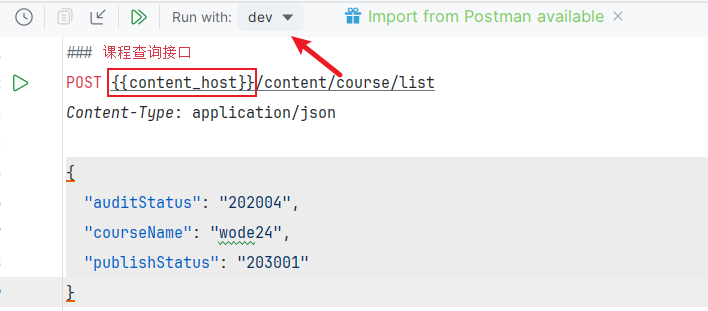 Run with: dev Import from Postman available
### 课程查询接口
POST {{content_host}}/content/course/list
Content-Type: application/json
{
"auditStatus": "202004",
"courseName": "wode24",
"publishStatus": "203001"
}